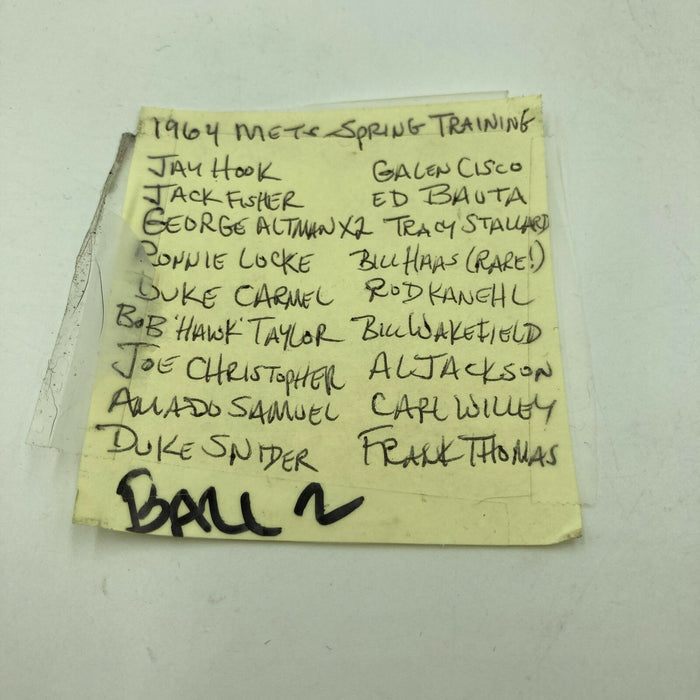 1964 METS SPRING TRAINING
JAY HOOK GALEN CISCO
JACK FISHER ED BAUTA
GEORGE ALTMAN X2 TRACY STALLARD
RONNIE LOCKE BILL HAAS (RARE!)
DUKE CARMEL ROD KANEHL
BOB 'HAWK' TAYLOR BILL WAKEFIELD
JOE CHRISTOPHER AL JACKSON
AMADO SAMUEL CARL WILLEY
DUKE SNIDER FRANK THOMAS
BALL 2